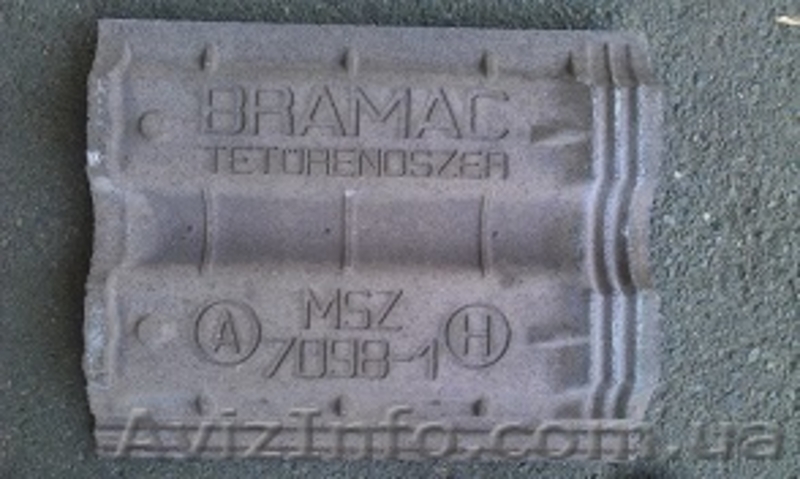 BRAMAC
TETŐRENDSZER
MSZ
A 7098-1 H
AvizInfo.com.ua